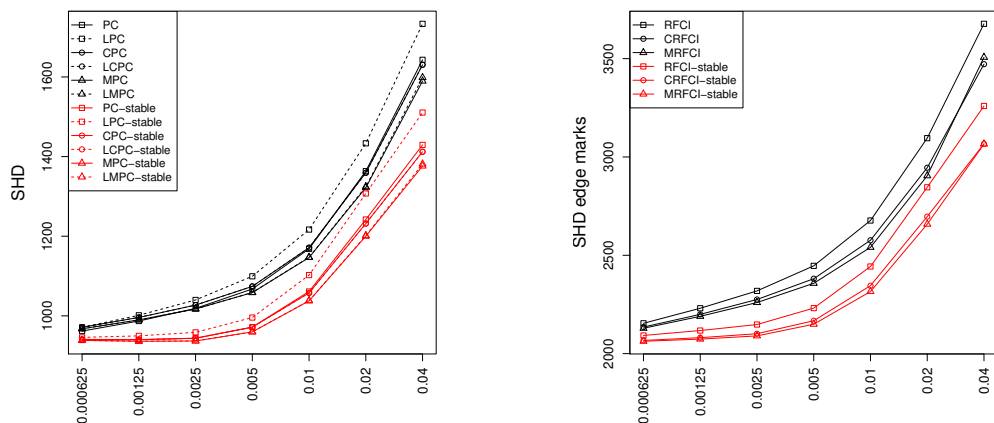 PC
LPC
CPC
LCPC
MPC
LMPC
PC−stable
LPC−stable
CPC−stable
LCPC−stable
MPC−stable
LMPC−stable
SHD
1000
1200
1400
1600
0.000625
0.00125
0.0025
0.005
0.01
0.02
0.04
RFCI
CRFCI
MRFCI
RFCI−stable
CRFCI−stable
MRFCI−stable
SHD edge marks
2000
2500
3000
3500
0.000625
0.00125
0.0025
0.005
0.01
0.02
0.04